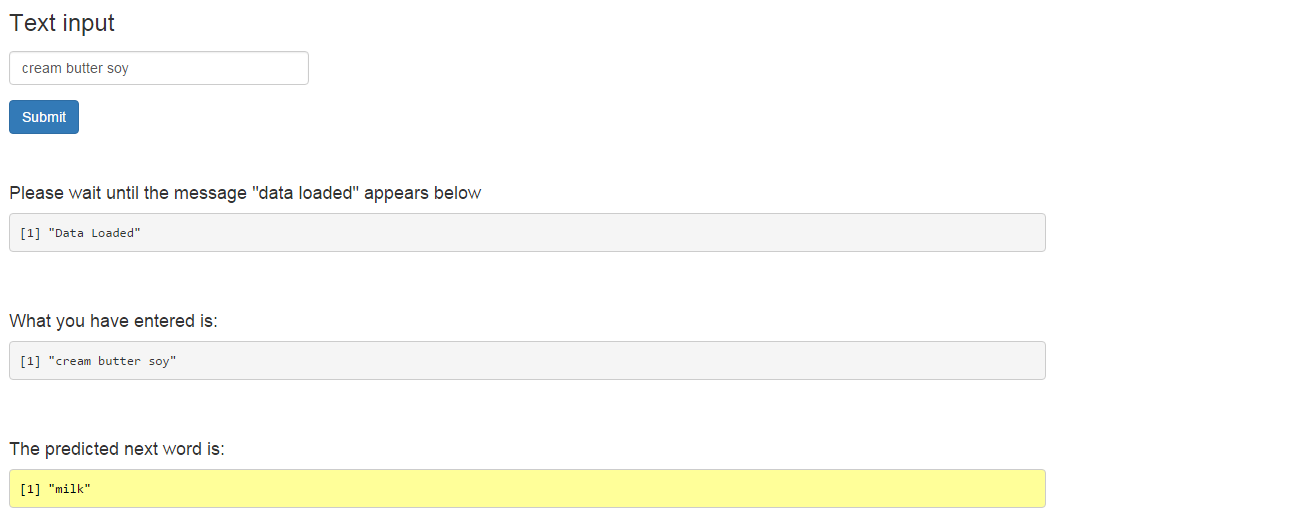 Text input
cream butter soy
Submit
Please wait until the message "data loaded" appears below
[1] "Data Loaded"
What you have entered is:
[1] "cream butter soy"
The predicted next word is:
[1] "milk"